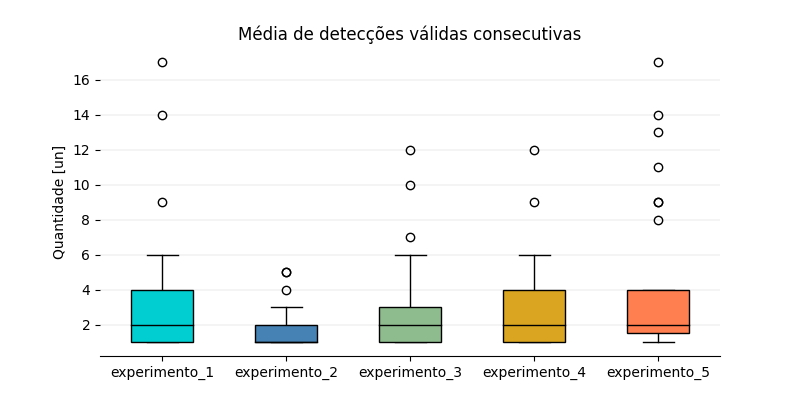 Média de detecções válidas consecutivas
Quantidade [un]
16
14
12
10
8
6
4
2
experimento_1 experimento_2 experimento_3 experimento_4 experimento_5